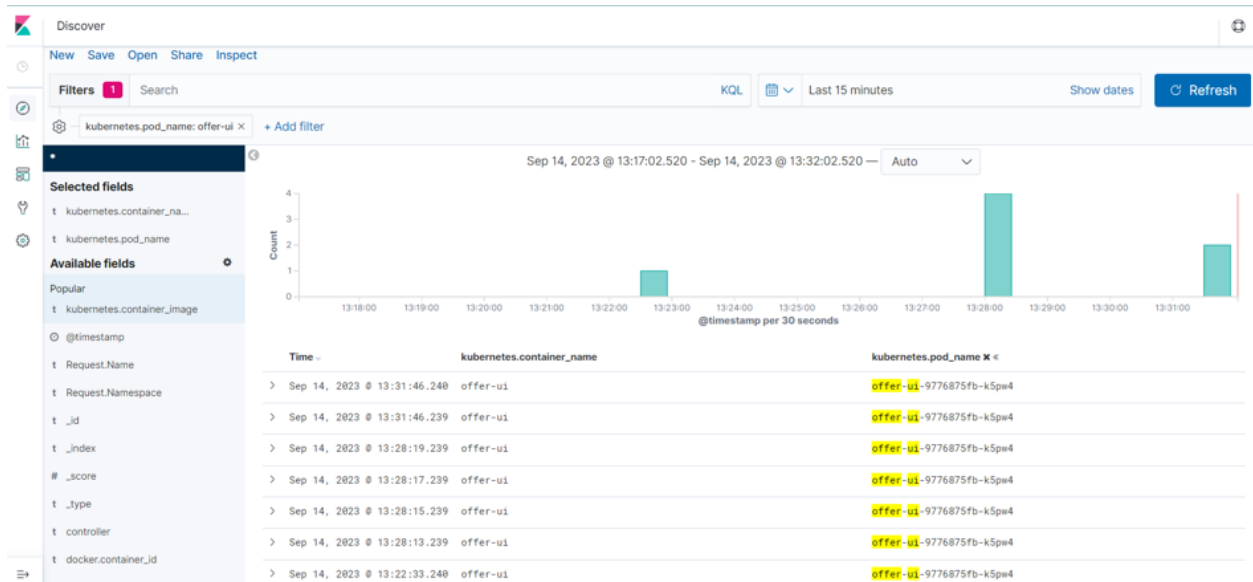 Discover
New Save Open Share Inspect
Filters 1 Search KQL Last 15 minutes Show dates Refresh
kubernetes.pod_name: offer-ui × + Add filter
Sep 14, 2023 @ 13:17:02.520 - Sep 14, 2023 @ 13:32:02.520 — Auto
Selected fields
t kubernetes.container_na...
t kubernetes.pod_name
Available fields
Popular
t kubernetes.container_image
@timestamp
t Request.Name
t Request.Namespace
t _id
t _index
# _score
t _type
t controller
t docker.container_id
Count
4
3
2
1
0
13:18:00 13:19:00 13:20:00 13:21:00 13:22:00 13:23:00 13:24:00 13:25:00 13:26:00 13:27:00 13:28:00 13:29:00 13:30:00 13:31:00
@timestamp per 30 seconds
Time kubernetes.container_name kubernetes.pod_name × «
> Sep 14, 2023 @ 13:31:46.240 offer-ui offer-ui-9776875fb-k5pw4
> Sep 14, 2023 @ 13:31:46.239 offer-ui offer-ui-9776875fb-k5pw4
> Sep 14, 2023 @ 13:28:19.239 offer-ui offer-ui-9776875fb-k5pw4
> Sep 14, 2023 @ 13:28:17.239 offer-ui offer-ui-9776875fb-k5pw4
> Sep 14, 2023 @ 13:28:15.239 offer-ui offer-ui-9776875fb-k5pw4
> Sep 14, 2023 @ 13:28:13.239 offer-ui offer-ui-9776875fb-k5pw4
> Sep 14, 2023 @ 13:22:33.240 offer-ui offer-ui-9776875fb-k5pw4